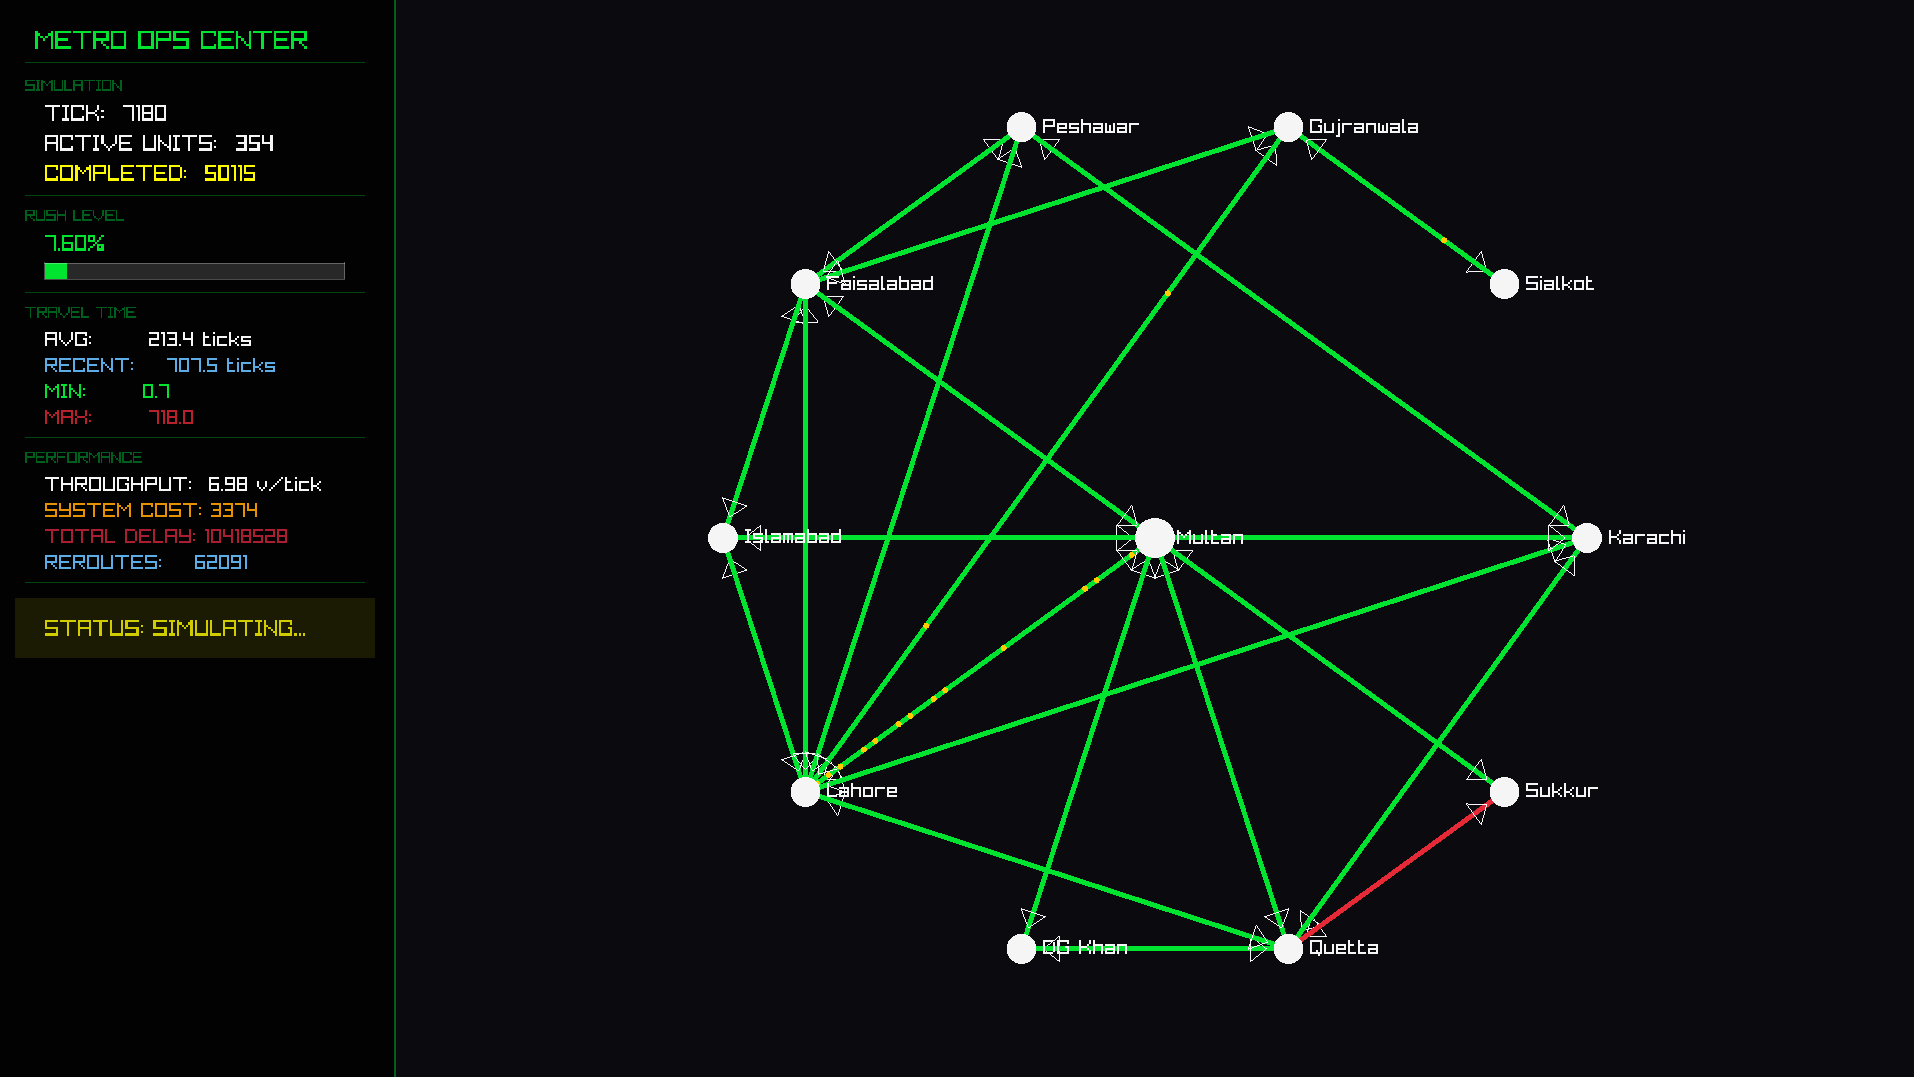 METRO OPS CENTER
SIMULATION
TICK: 7180
ACTIVE UNITS: 354
COMPLETED: 50115
RUSH LEVEL
7.60%
TRAVEL TIME
AVG: 213.4 ticks
RECENT: 707.5 ticks
MIN: 0.7
MAX: 718.0
PERFORMANCE
THROUGHPUT: 6.98 v/tick
SYSTEM COST: 3374
TOTAL DELAY: 10418528
REROUTES: 62091
STATUS: SIMULATING...
Peshawar
Gujranwala
Faisalabad
Sialkot
Islamabad
Multan
Karachi
Lahore
Sukkur
DG Khan
Quetta